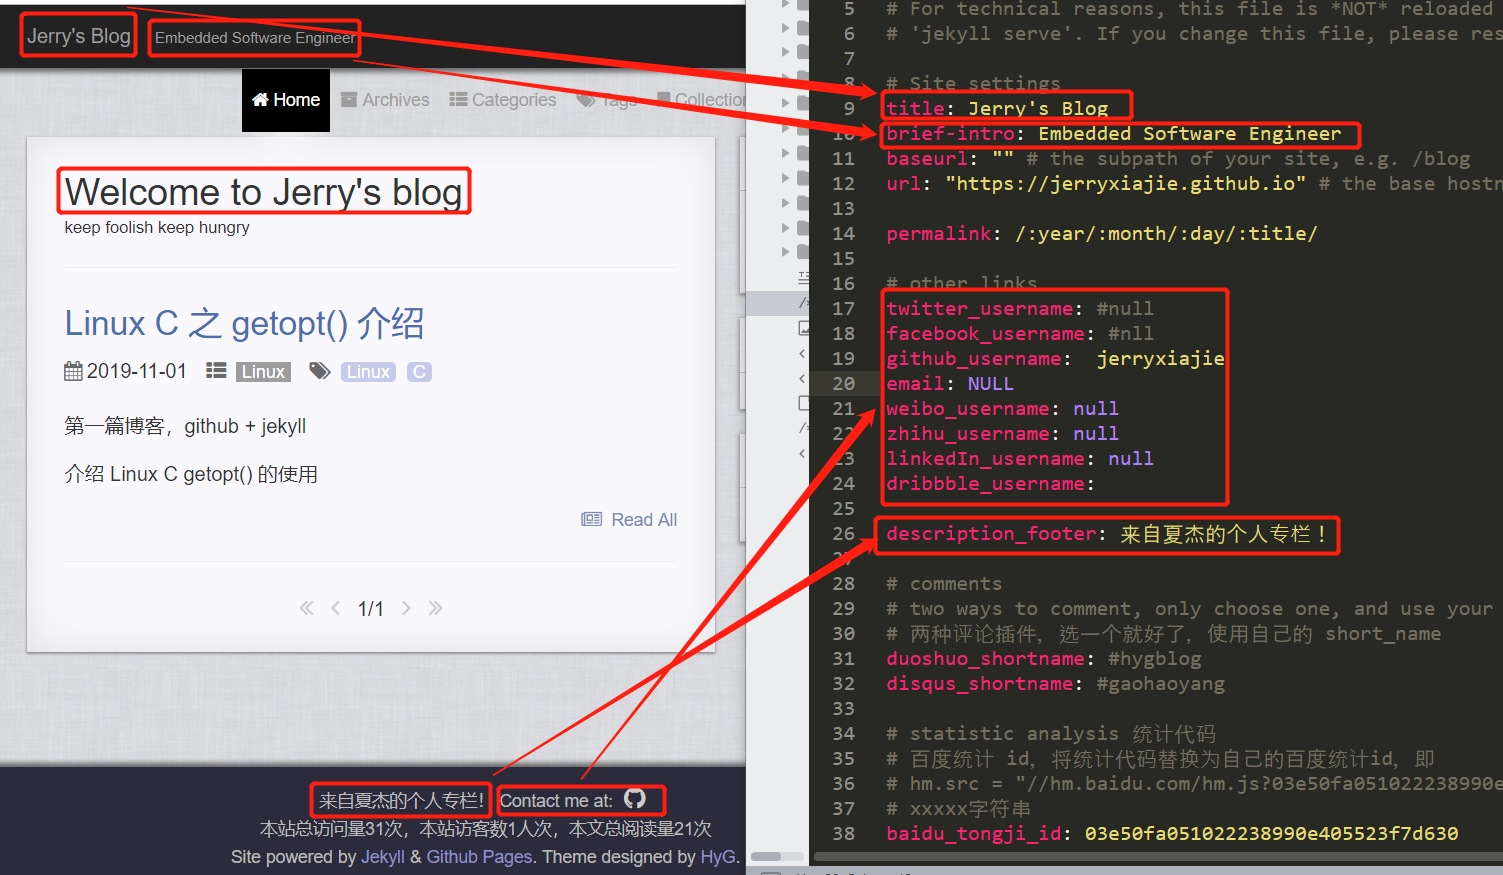 Jerry's Blog
Embedded Software Engineer
Home
Archives
Categories
Tags
Collection
Welcome to Jerry's blog
keep foolish keep hungry
Linux C 之 getopt() 介绍
2019-11-01 Linux Linux C
第一篇博客，github + jekyll
介绍 Linux C getopt() 的使用
Read All
1/1
来自夏杰的个人专栏! Contact me at:
本站总访问量31次，本站访客数1人次，本文总阅读量21次
Site powered by Jekyll & Github Pages. Theme designed by HyG.
5 # For technical reasons, this file is *NOT* reloaded
6 # 'jekyll serve'. If you change this file, please res
7
8 # Site settings
9 title: Jerry's Blog
10 brief-intro: Embedded Software Engineer
11 baseurl: "" # the subpath of your site, e.g. /blog
12 url: "https://jerryxiajie.github.io" # the base hostn
13
14 permalink: /:year/:month/:day/:title/
15
16 # other links
17 twitter_username: #null
18 facebook_username: #nll
19 github_username: jerryxiajie
20 email: NULL
21 weibo_username: null
22 zhihu_username: null
23 linkedIn_username: null
24 dribbble_username:
25
26 description_footer: 来自夏杰的个人专栏！
27
28 # comments
29 # two ways to comment, only choose one, and use your
30 # 两种评论插件，选一个就好了，使用自己的 short_name
31 duoshuo_shortname: #hygblog
32 disqus_shortname: #gaohaoyang
33
34 # statistic analysis 统计代码
35 # 百度统计 id，将统计代码替换为自己的百度统计id，即
36 # hm.src = "//hm.baidu.com/hm.js?03e50fa051022238990e
37 # xxxxx字符串
38 baidu_tongji_id: 03e50fa051022238990e405523f7d630